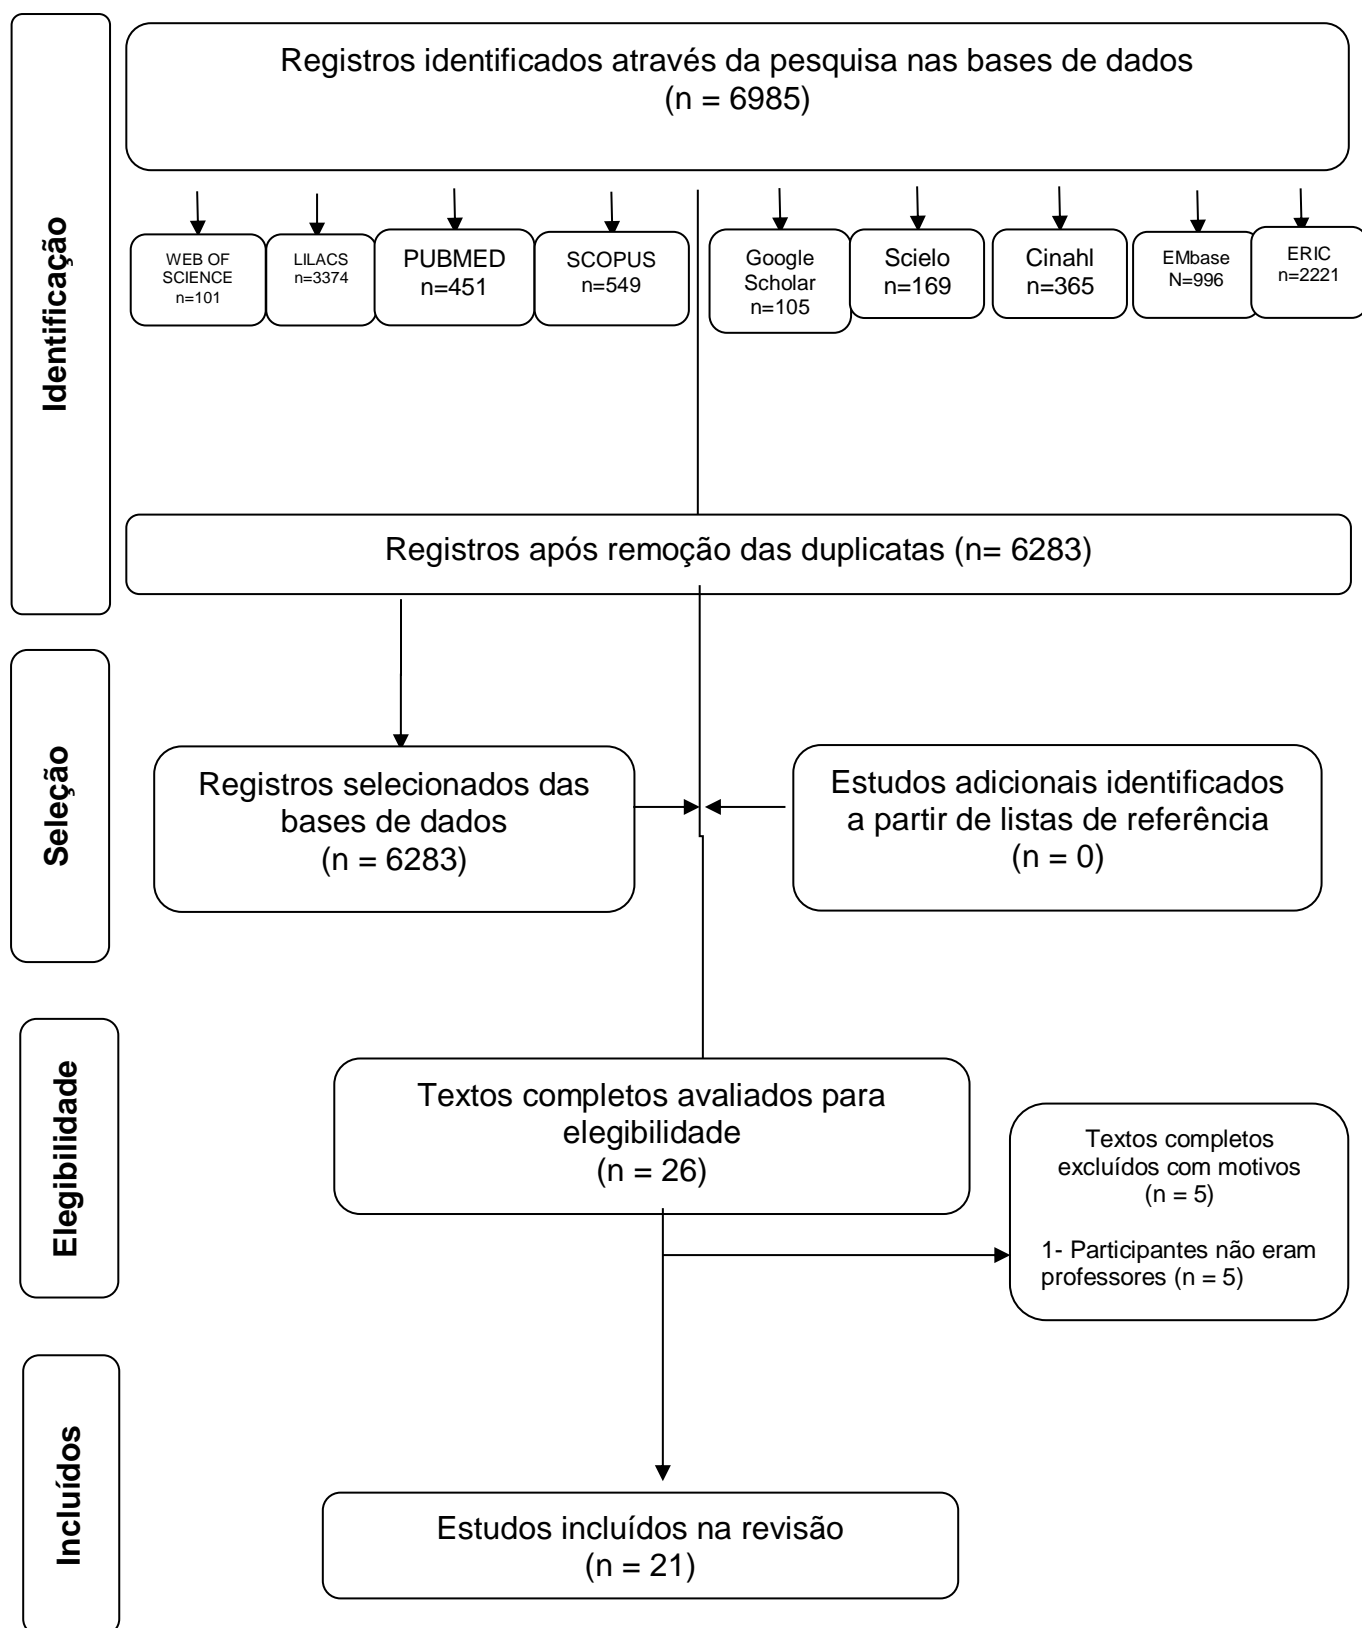 Identificação
Registros identificados através da pesquisa nas bases de dados
(n = 6985)
WEB OF
SCIENCE
n=101
LILACS
n=3374
PUBMED
n=451
SCOPUS
n=549
Google
Scholar
n=105
Scielo
n=169
Cinahl
n=365
EMbase
N=996
ERIC
n=2221
Registros após remoção das duplicatas (n= 6283)
Seleção
Registros selecionados das
bases de dados
(n = 6283)
Estudos adicionais identificados
a partir de listas de referência
(n = 0)
Elegibilidade
Textos completos avaliados para
elegibilidade
(n = 26)
Textos completos
excluídos com motivos
(n = 5)
1- Participantes não eram
professores (n = 5)
Incluídos
Estudos incluídos na revisão
(n = 21)